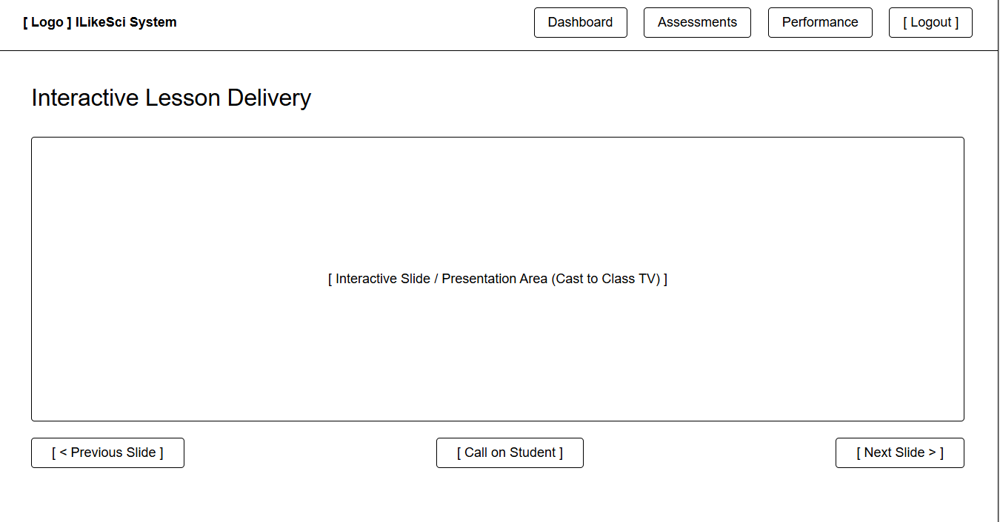 [ Logo ] ILikeSci System
Dashboard
Assessments
Performance
[ Logout ]
Interactive Lesson Delivery
[ Interactive Slide / Presentation Area (Cast to Class TV) ]
[ < Previous Slide ]
[ Call on Student ]
[ Next Slide > ]